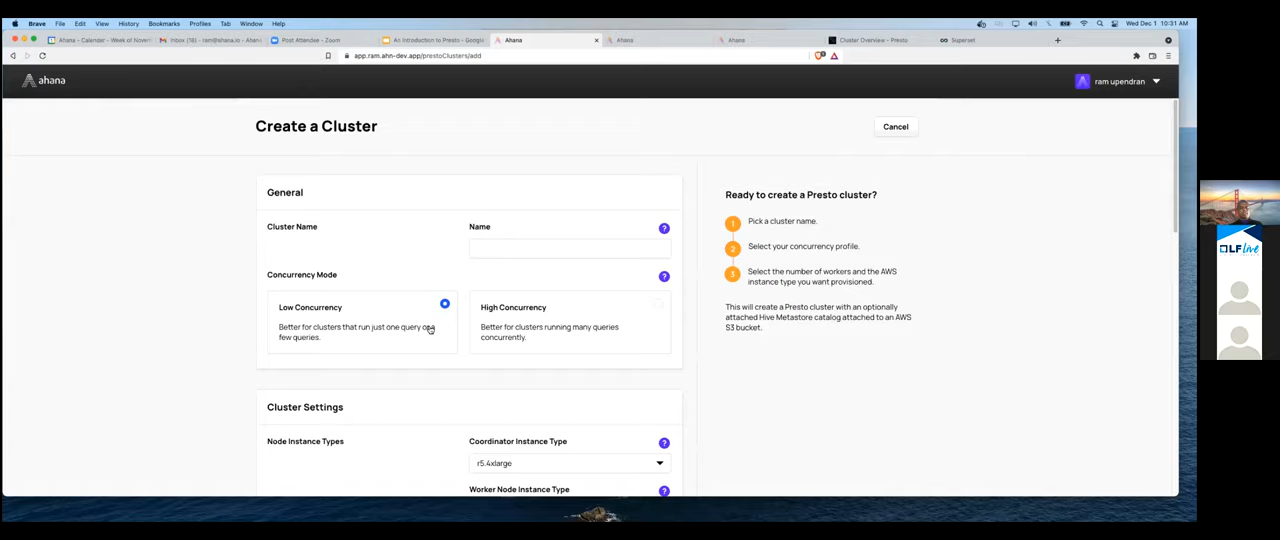 Brave File Edit View History Bookmarks Profiles Tab Window Help
Wed Dec 1 10:31 AM
Ahana - Calendar - Week of Novem
Inbox (1) - ram@ahana.io - Ahana
Post Attendee - Zoom
An Introduction to Presto - Google
Ahana
Ahana
Ahana
Cluster Overview - Presto
Superset
app.ram.ahn-dev.app/prestoClusters/add
ahana
ram upendran
Create a Cluster
Cancel
General
Cluster Name
Name
?
Concurrency Mode
?
Low Concurrency
Better for clusters that run just one query or a
few queries.
High Concurrency
Better for clusters running many queries
concurrently.
Cluster Settings
Node Instance Types
Coordinator Instance Type
?
r5.4xlarge
Worker Node Instance Type
?
Ready to create a Presto cluster?
1 Pick a cluster name.
2 Select your concurrency profile.
3 Select the number of workers and the AWS
instance type you want provisioned.
This will create a Presto cluster with an optionally
attached Hive Metastore catalog attached to an AWS
S3 bucket.
LF live